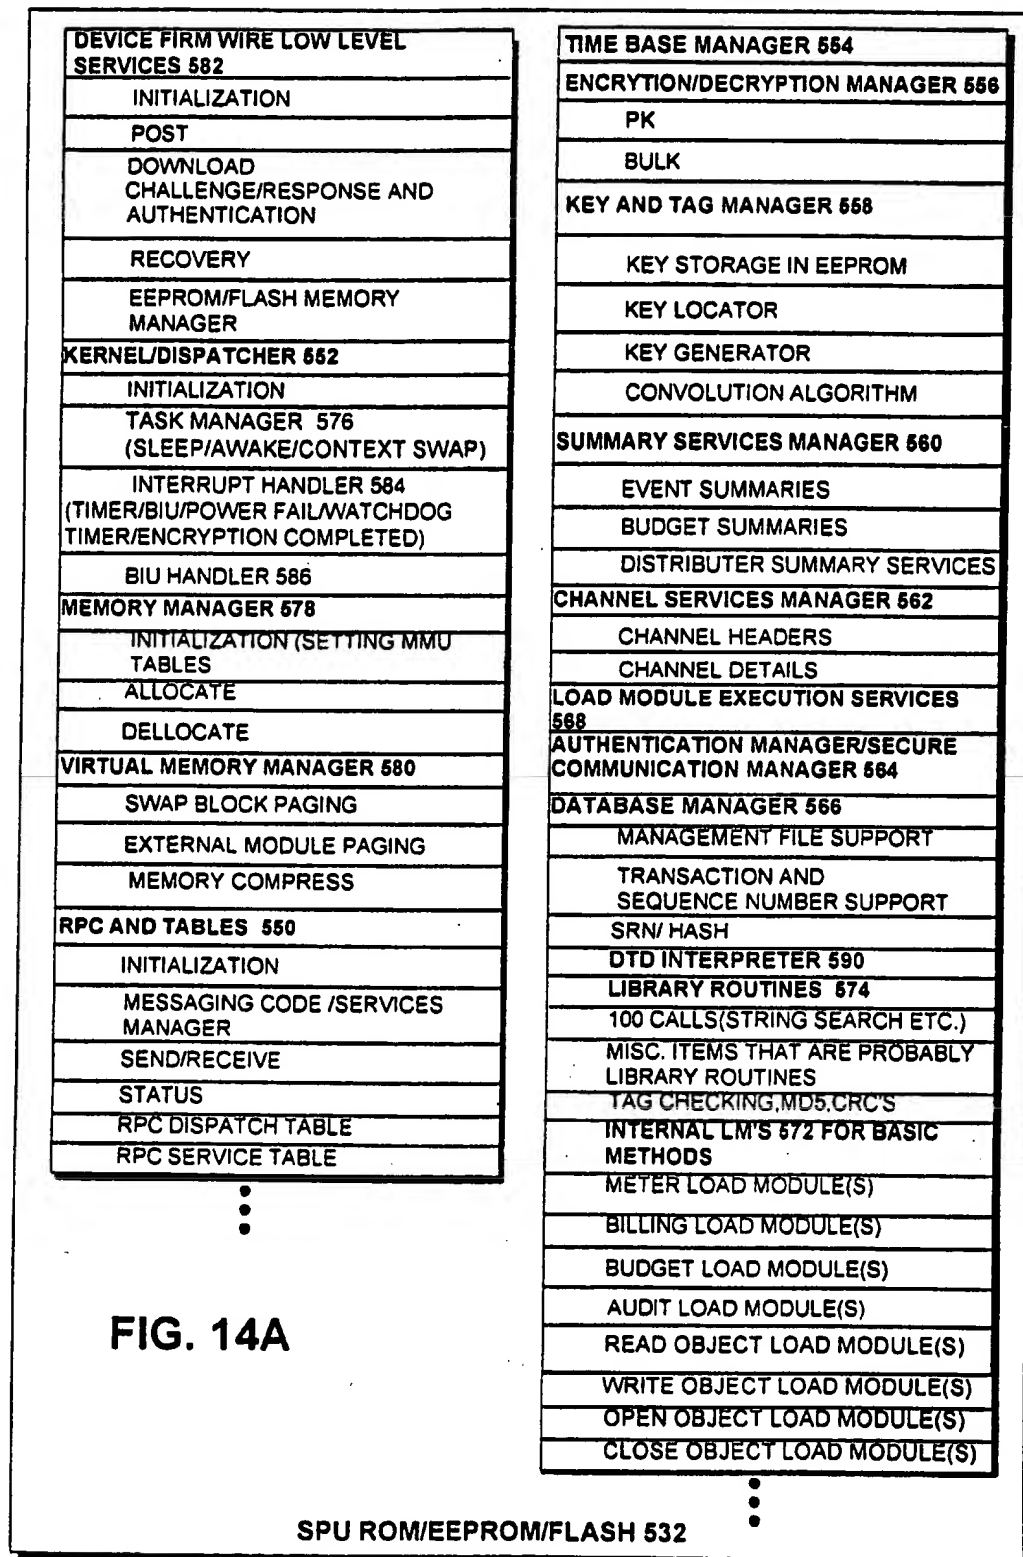 DEVICE FIRM WIRE LOW LEVEL
SERVICES 582
INITIALIZATION
POST
DOWNLOAD
CHALLENGE/RESPONSE AND
AUTHENTICATION
RECOVERY
EEPROM/FLASH MEMORY
MANAGER
KERNEL/DISPATCHER 552
INITIALIZATION
TASK MANAGER 576
(SLEEP/AWAKE/CONTEXT SWAP)
INTERRUPT HANDLER 584
(TIMER/BIU/POWER FAIL/WATCHDOG
TIMER/ENCRYPTION COMPLETED)
BIU HANDLER 586
MEMORY MANAGER 578
INITIALIZATION (SETTING MMU
TABLES
ALLOCATE
DELLOCATE
VIRTUAL MEMORY MANAGER 580
SWAP BLOCK PAGING
EXTERNAL MODULE PAGING
MEMORY COMPRESS
RPC AND TABLES 550
INITIALIZATION
MESSAGING CODE /SERVICES
MANAGER
SEND/RECEIVE
STATUS
RPC DISPATCH TABLE
RPC SERVICE TABLE
TIME BASE MANAGER 554
ENCRYTION/DECRYPTION MANAGER 556
PK
BULK
KEY AND TAG MANAGER 558
KEY STORAGE IN EEPROM
KEY LOCATOR
KEY GENERATOR
CONVOLUTION ALGORITHM
SUMMARY SERVICES MANAGER 560
EVENT SUMMARIES
BUDGET SUMMARIES
DISTRIBUTER SUMMARY SERVICES
CHANNEL SERVICES MANAGER 562
CHANNEL HEADERS
CHANNEL DETAILS
LOAD MODULE EXECUTION SERVICES
568
AUTHENTICATION MANAGER/SECURE
COMMUNICATION MANAGER 564
DATABASE MANAGER 566
MANAGEMENT FILE SUPPORT
TRANSACTION AND
SEQUENCE NUMBER SUPPORT
SRN/ HASH
DTD INTERPRETER 590
LIBRARY ROUTINES 574
100 CALLS(STRING SEARCH ETC.)
MISC. ITEMS THAT ARE PROBABLY
LIBRARY ROUTINES
TAG CHECKING,MD5,CRC'S
INTERNAL LM'S 572 FOR BASIC
METHODS
METER LOAD MODULE(S)
BILLING LOAD MODULE(S)
BUDGET LOAD MODULE(S)
AUDIT LOAD MODULE(S)
READ OBJECT LOAD MODULE(S)
WRITE OBJECT LOAD MODULE(S)
OPEN OBJECT LOAD MODULE(S)
CLOSE OBJECT LOAD MODULE(S)
FIG. 14A
SPU ROM/EEPROM/FLASH 532